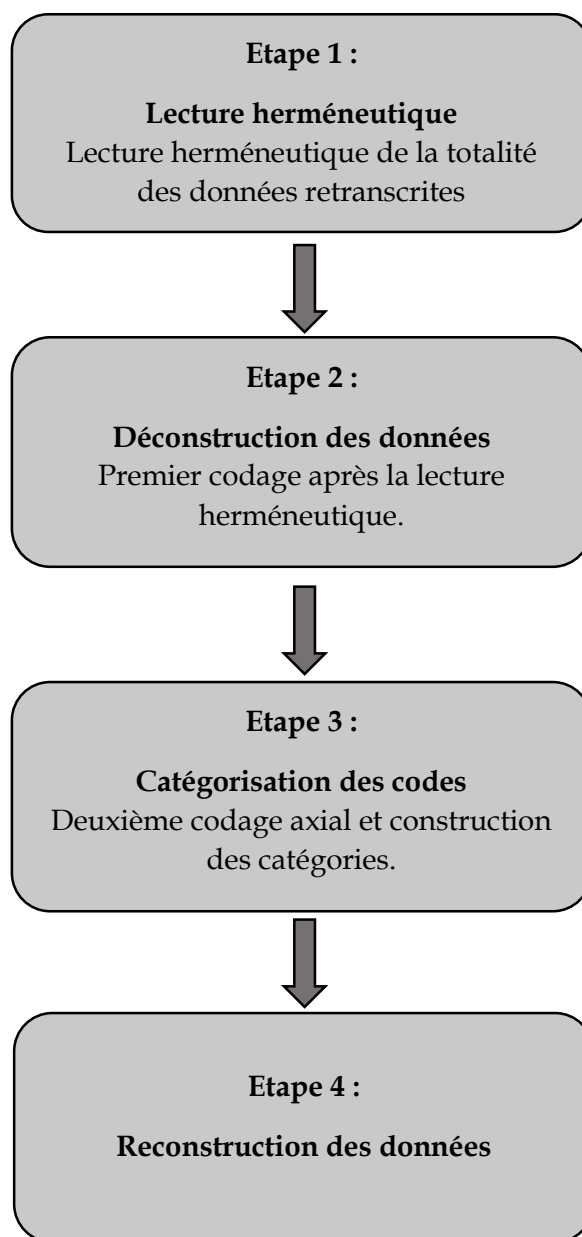 Etape 1 :
Lecture herméneutique
Lecture herméneutique de la totalité
des données retranscrites
Etape 2 :
Déconstruction des données
Premier codage après la lecture
herméneutique.
Etape 3 :
Catégorisation des codes
Deuxième codage axial et construction
des catégories.
Etape 4 :
Reconstruction des données